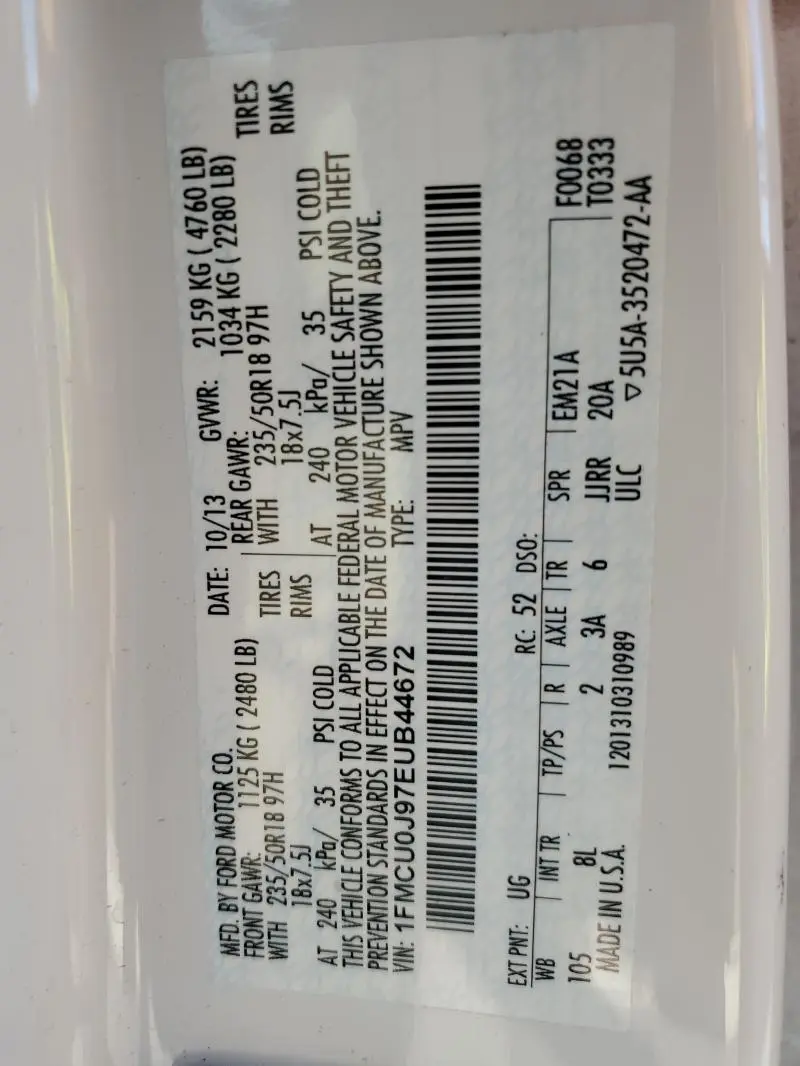 MFD. BY FORD MOTOR CO. DATE: 10/13 GVWR: 2159 KG ( 4760 LB)
FRONT GAWR: 1125 KG ( 2480 LB) REAR GAWR: 1034 KG ( 2280 LB)
WITH 235/50R18 97H TIRES WITH 235/50R18 97H TIRES
18x7.5J RIMS 18x7.5J RIMS
AT 240 kPa/ 35 PSI COLD AT 240 kPa/ 35 PSI COLD
THIS VEHICLE CONFORMS TO ALL APPLICABLE FEDERAL MOTOR VEHICLE SAFETY AND THEFT
PREVENTION STANDARDS IN EFFECT ON THE DATE OF MANUFACTURE SHOWN ABOVE.
VIN: 1FMCU0J97EUB44672 TYPE: MPV
EXT PNT: UG RC: 52 DSO:
WB INT TR TP/PS R AXLE TR SPR EM21A F0068
105 8L 2 3A 6 JJRR 20A T0333
MADE IN U.S.A. 1201310310989 ULC ▽5U5A-3520472-AA